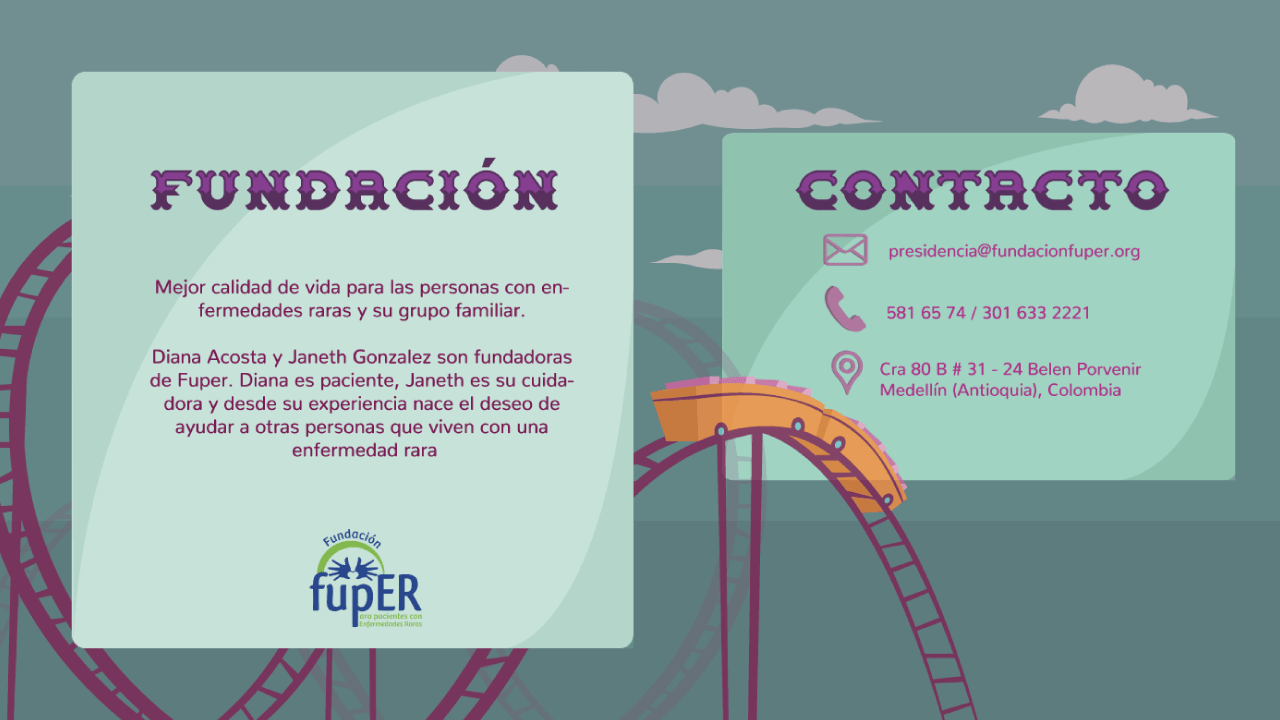 FUNDACIÓN
Mejor calidad de vida para las personas con en-
fermedades raras y su grupo familiar.
Diana Acosta y Janeth Gonzalez son fundadoras
de Fuper. Diana es paciente, Janeth es su cuida-
dora y desde su experiencia nace el deseo de
ayudar a otras personas que viven con una
enfermedad rara
Fundación
fupER
ara pacientes con
Enfermedades Raras
CONTACTO
presidencia@fundacionfuper.org
581 65 74 / 301 633 2221
Cra 80 B # 31 - 24 Belen Porvenir
Medellín (Antioquia), Colombia